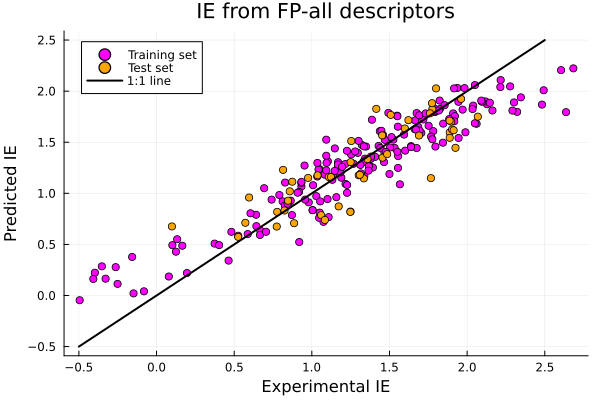 IE from FP-all descriptors
Training set
Test set
1:1 line
Predicted IE
2.5
2.0
1.5
1.0
0.5
0.0
−0.5
−0.5 0.0 0.5 1.0 1.5 2.0 2.5
Experimental IE